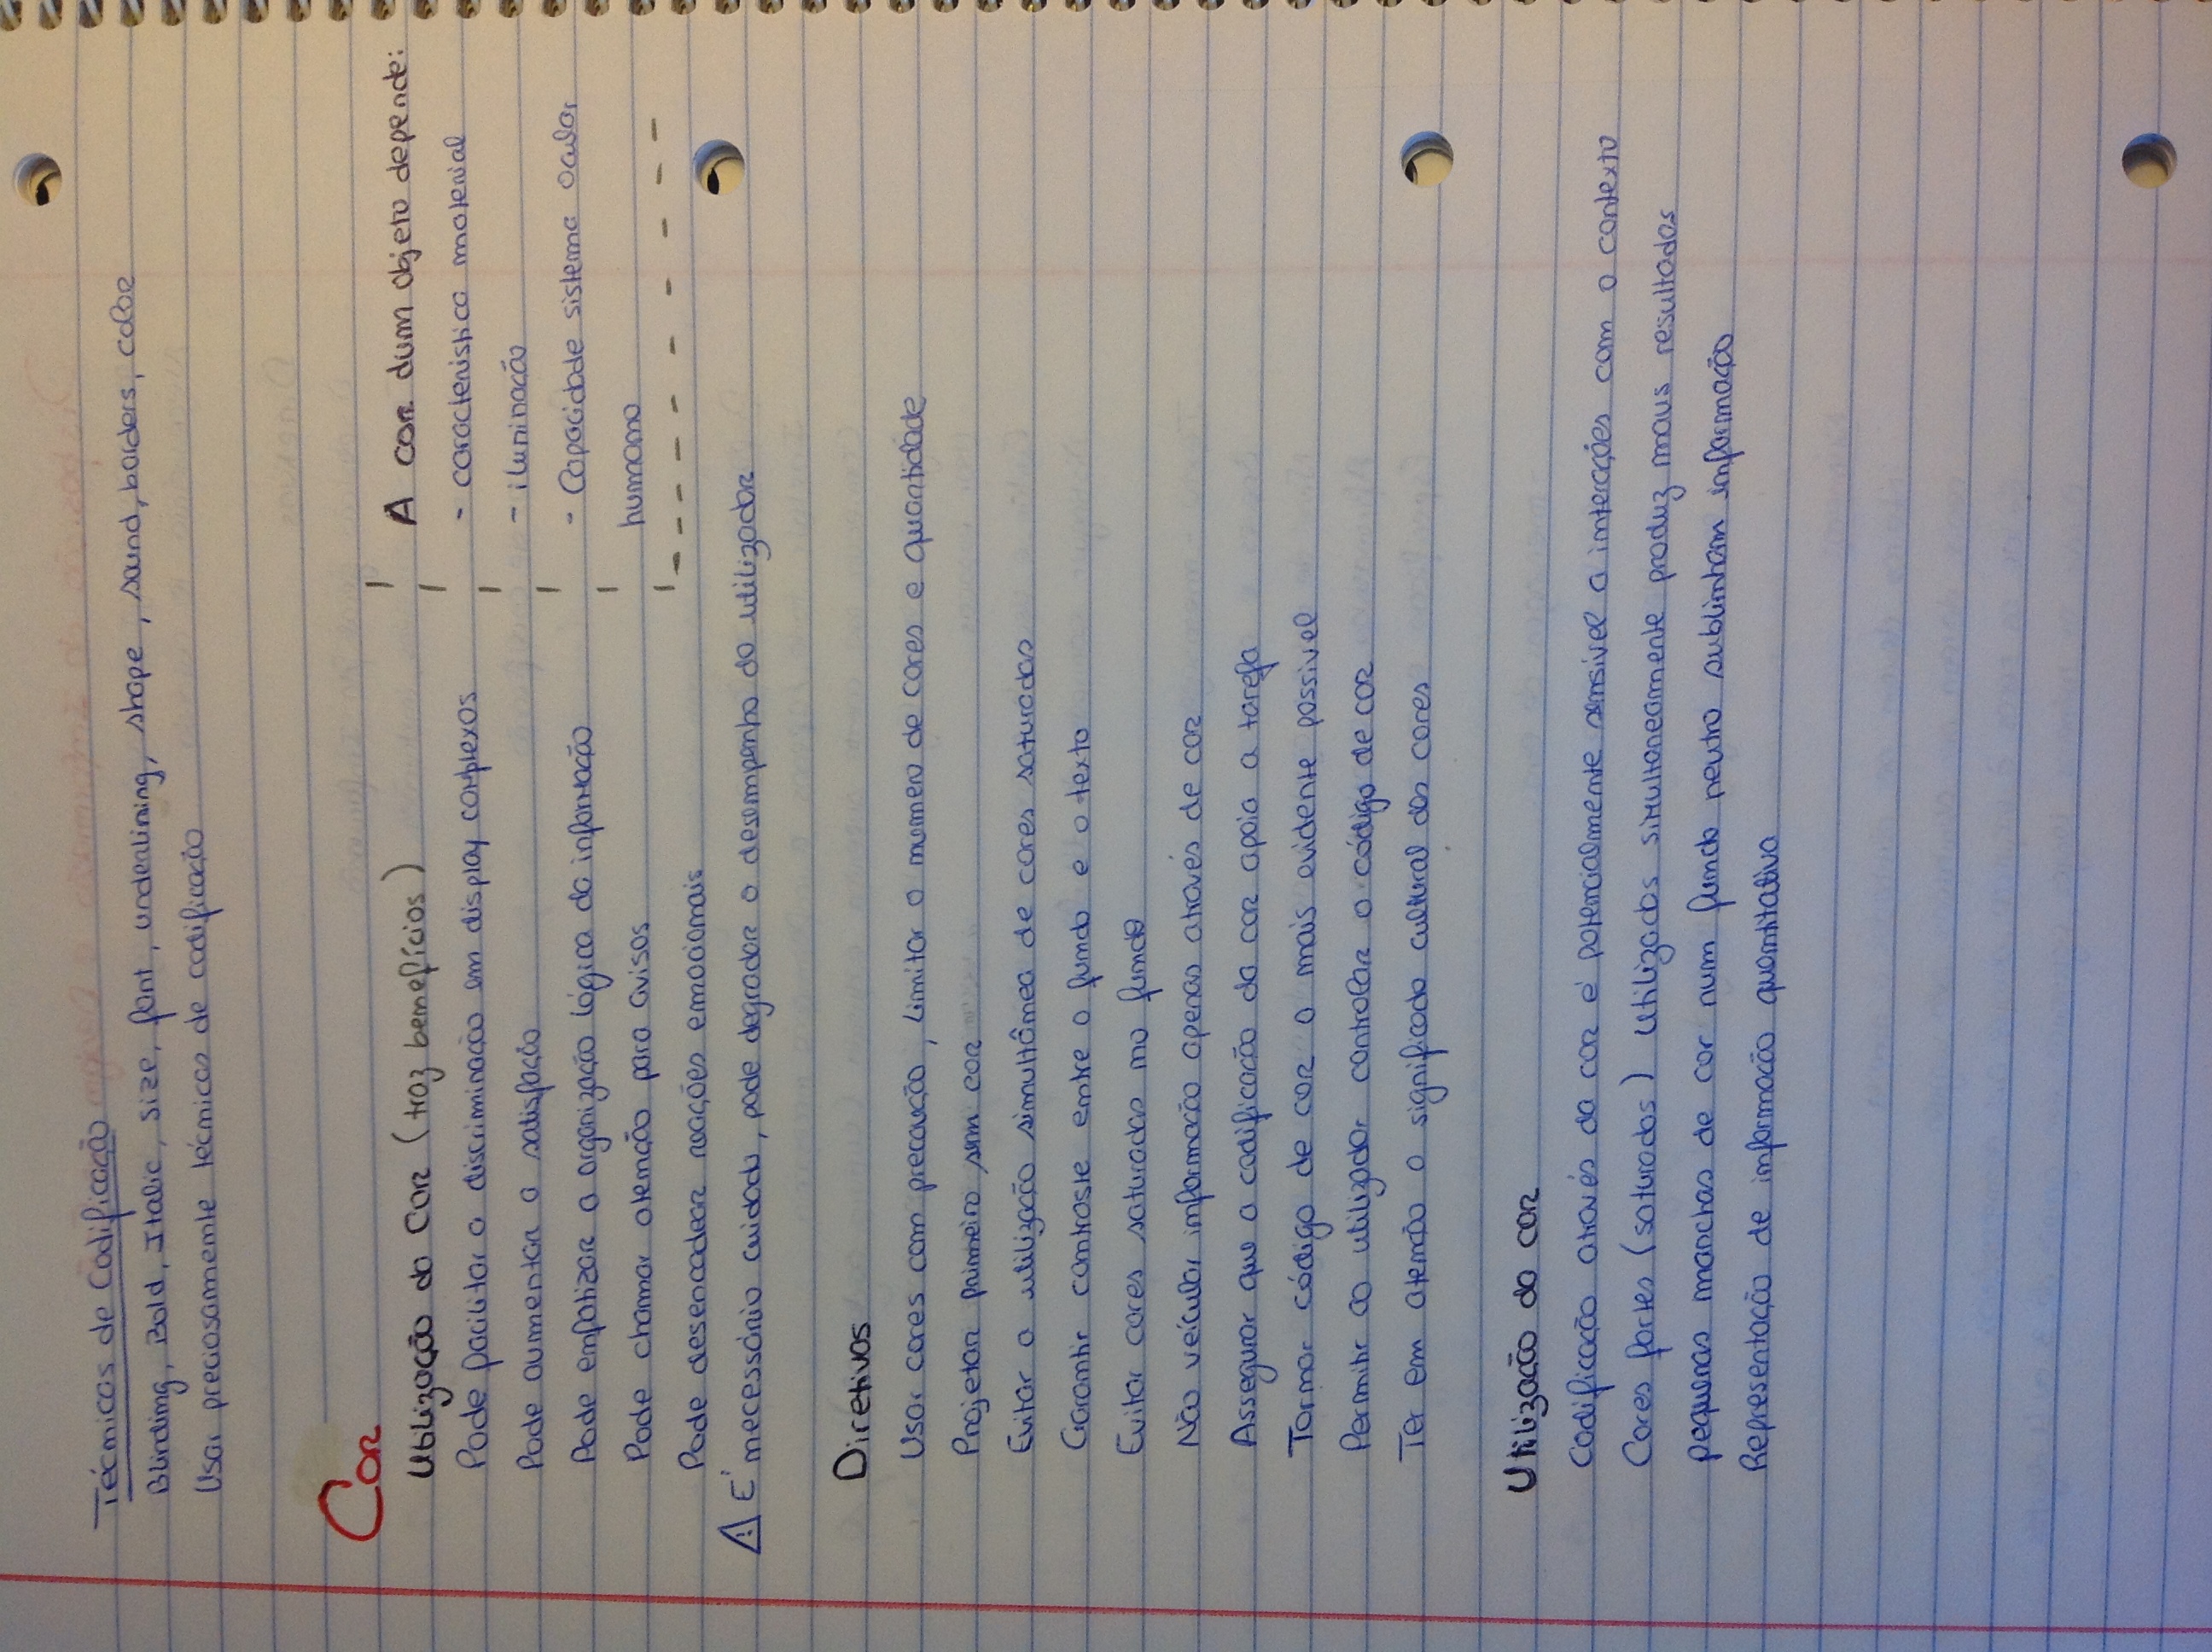 Técnicas de Codificação
Blinding, Bold, Italic, size, font, underlining, shape, sound, borders, color
Usar preciosamente técnicas de codificação
Cor
Utilização da Cor (traz benefícios)
Pode facilitar a discriminação em display complexos
Pode aumentar a satisfação
Pode enfatizar a organização lógica da informação
Pode chamar atenção para avisos
Pode desencadear reações emocionais
⚠ É necessário cuidado, pode degradar o desempenho do utilizador
A cor dum objeto depende:
- característica material
- iluminação
- Capacidade sistema ocular
humano
Diretivas
Usar cores com precaução, limitar o numero de cores e quantidade
Projetar primeiro sem cor
Evitar a utilização simultânea de cores saturadas
Garantir contraste entre o fundo e o texto
Evitar cores saturadas no fundo
Não veicular informação apenas através de cor
Assegurar que a codificação da cor apoia a tarefa
Tornar código de cor o mais evidente possivel
Permitir ao utilizador controlar o código de cor
Ter em atenção o significado cultural das cores
Utilização da cor
Codificação através da cor é potencialmente sensível a interações com o contexto
Cores fortes (saturadas) Utilizados simultaneamente produz maus resultados
pequenas manchas de cor num fundo neutro sublinham informação
Representação de informação quantitativa